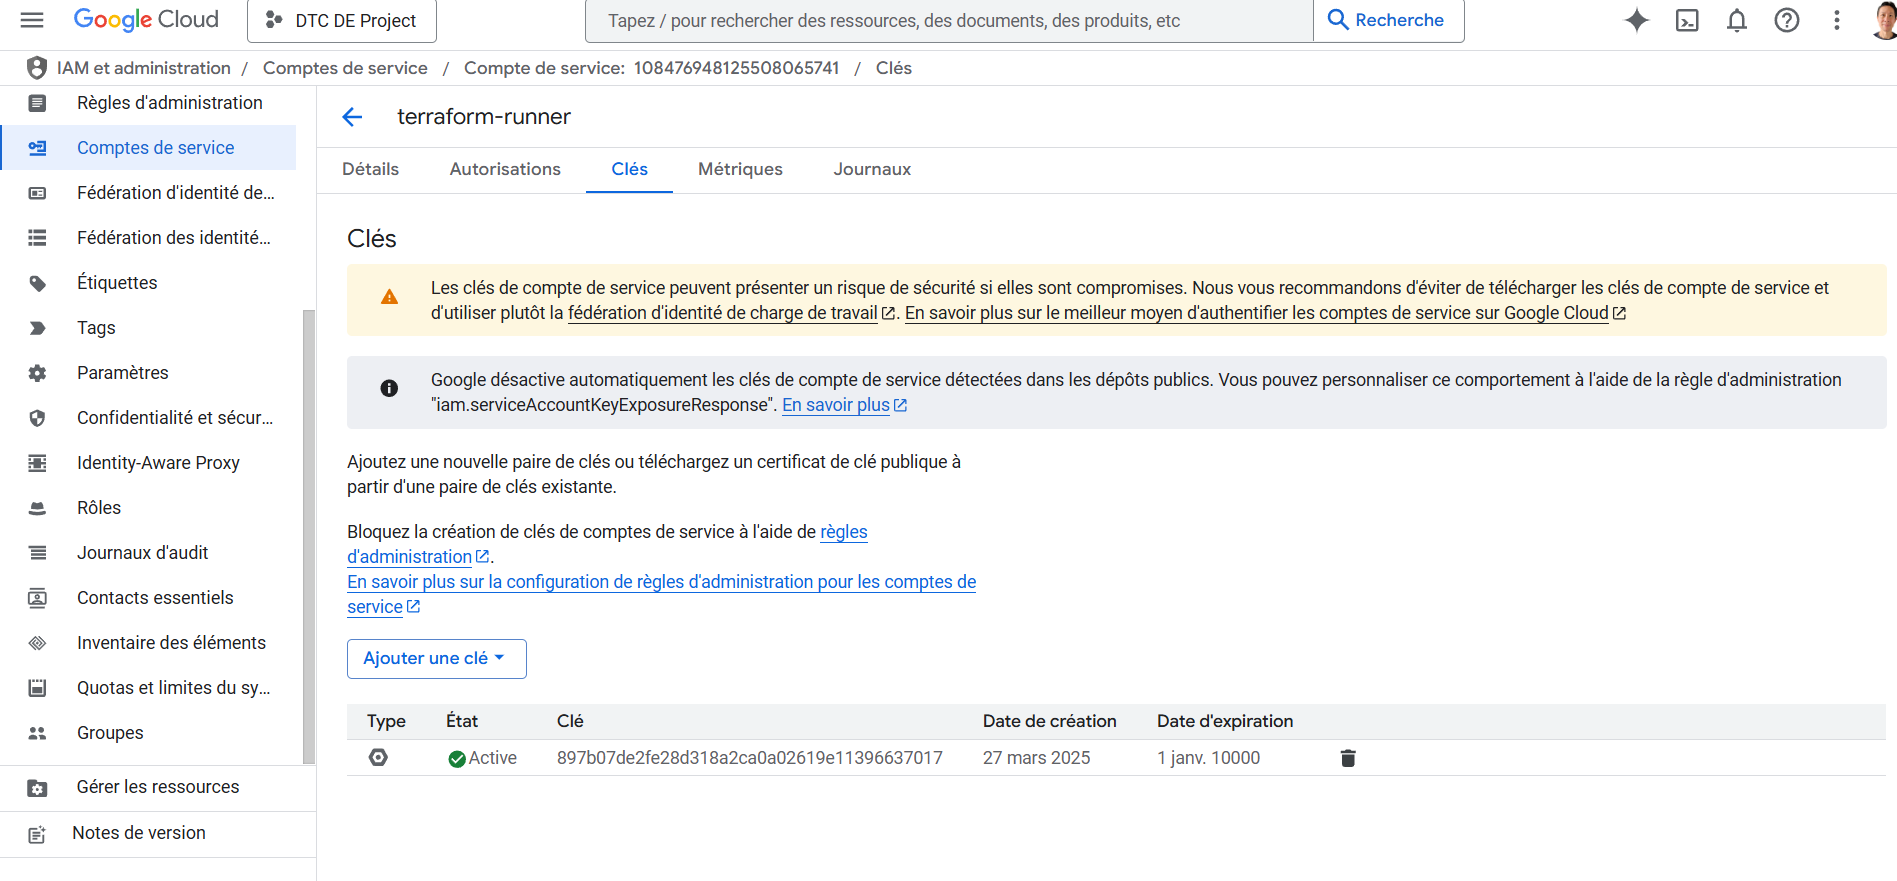 Google Cloud
DTC DE Project
Tapez / pour rechercher des ressources, des documents, des produits, etc
Recherche
IAM et administration / Comptes de service / Compte de service: 108476948125508065741 / Clés
Règles d'administration
Comptes de service
Fédération d'identité de...
Fédération des identité...
Étiquettes
Tags
Paramètres
Confidentialité et sécur...
Identity-Aware Proxy
Rôles
Journaux d'audit
Contacts essentiels
Inventaire des éléments
Quotas et limites du sy...
Groupes
Gérer les ressources
Notes de version
terraform-runner
Détails Autorisations Clés Métriques Journaux
Clés
Les clés de compte de service peuvent présenter un risque de sécurité si elles sont compromises. Nous vous recommandons d'éviter de télécharger les clés de compte de service et
d'utiliser plutôt la fédération d'identité de charge de travail. En savoir plus sur le meilleur moyen d'authentifier les comptes de service sur Google Cloud
Google désactive automatiquement les clés de compte de service détectées dans les dépôts publics. Vous pouvez personnaliser ce comportement à l'aide de la règle d'administration
"iam.serviceAccountKeyExposureResponse". En savoir plus
Ajoutez une nouvelle paire de clés ou téléchargez un certificat de clé publique à
partir d'une paire de clés existante.
Bloquez la création de clés de comptes de service à l'aide de règles
d'administration.
En savoir plus sur la configuration de règles d'administration pour les comptes de
service
Ajouter une clé
Type État Clé Date de création Date d'expiration
Active 897b07de2fe28d318a2ca0a02619e11396637017 27 mars 2025 1 janv. 10000